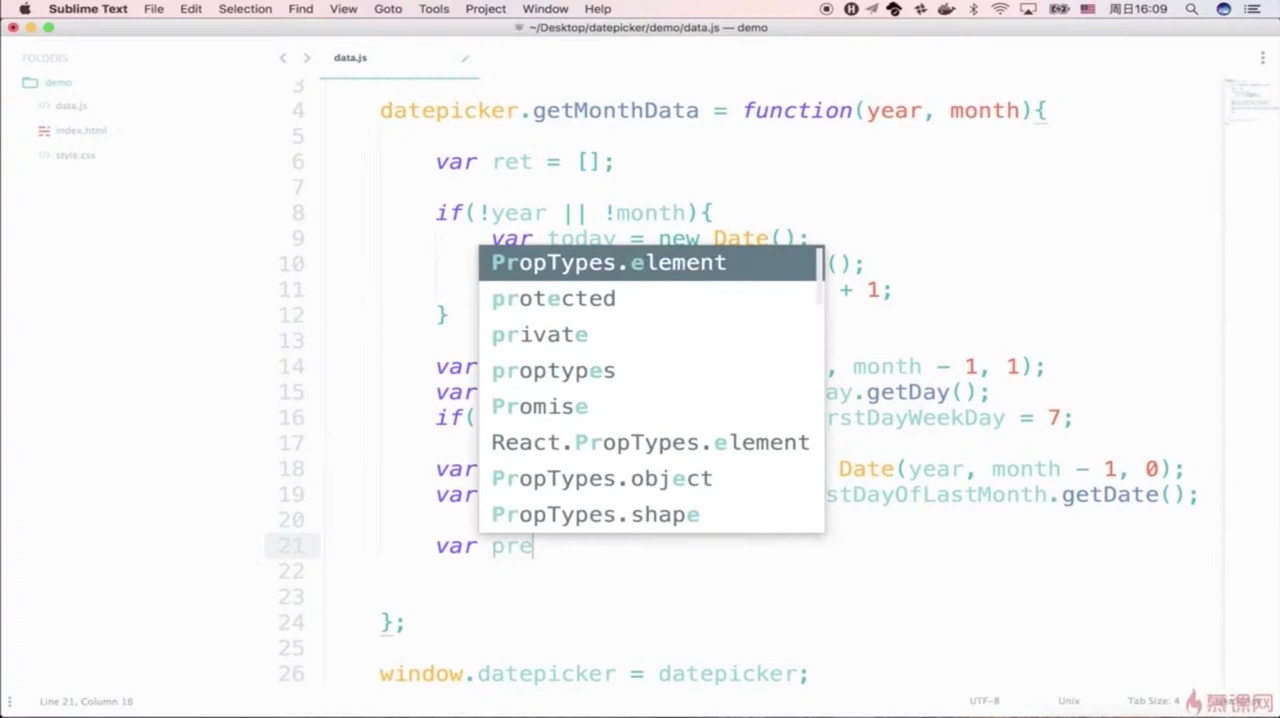 Sublime Text File Edit Selection Find View Goto Tools Project Window Help 周日16:09
~/Desktop/datepicker/demo/data.js — demo
FOLDERS
demo
data.js
index.html
style.css
data.js
3
4 datepicker.getMonthData = function(year, month){
5
6 var ret = [];
7
8 if(!year || !month){
9 var today = new Date();
10 ();
11 + 1;
12 }
13
14 var , month - 1, 1);
15 var ay.getDay();
16 if( rstDayWeekDay = 7;
17
18 var Date(year, month - 1, 0);
19 var stDayOfLastMonth.getDate();
20
21 var pre
22
23
24 };
25
26 window.datepicker = datepicker;
PropTypes.element
protected
private
proptypes
Promise
React.PropTypes.element
PropTypes.object
PropTypes.shape
Line 21, Column 16 UTF-8 Unix Tab Size: 4
慕课网